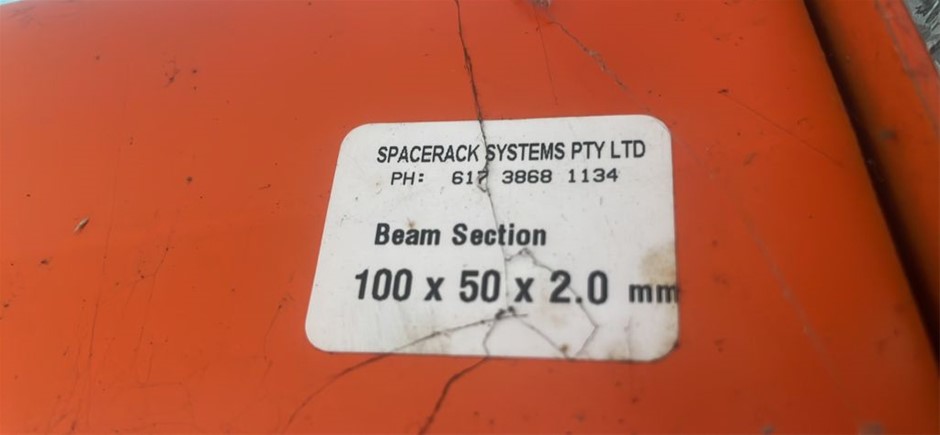 SPACERACK SYSTEMS PTY LTD
PH: 617 3868 1134
Beam Section
100 x 50 x 2.0 mm